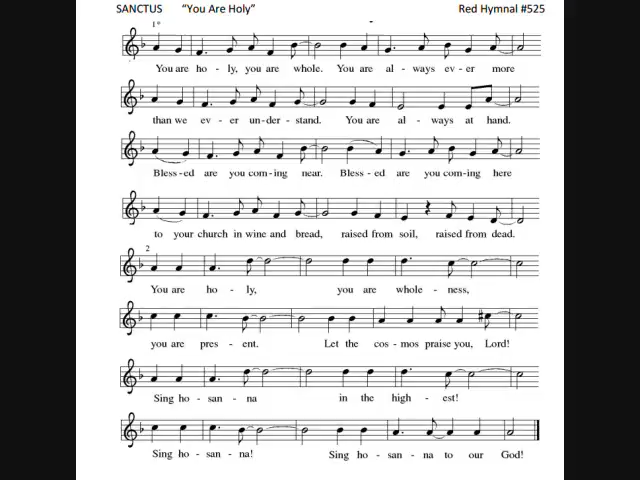 SANCTUS “You Are Holy” Red Hymnal #525
1
You are ho - ly, you are whole. You are al - ways ev - er more
than we ev - er un-der - stand. You are al - ways at hand.
Bless - ed are you com - ing near. Bless - ed are you com - ing here
to your church in wine and bread, raised from soil, raised from dead.
2
You are ho - ly, you are whole - ness,
you are pres - ent. Let the cos - mos praise you, Lord!
Sing ho - san - na in the high - est!
Sing ho - san - na! Sing ho - san - na to our God!